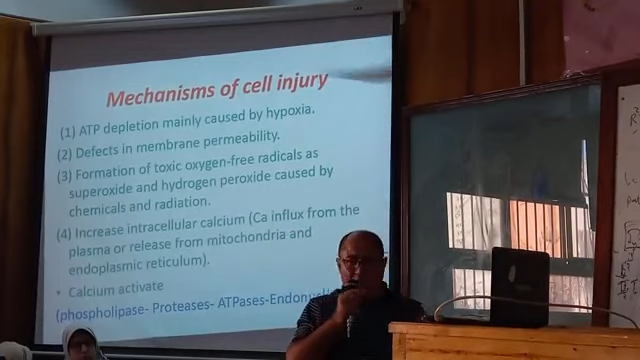 Mechanisms of cell injury
(1) ATP depletion mainly caused by hypoxia.
(2) Defects in membrane permeability.
(3) Formation of toxic oxygen-free radicals as
superoxide and hydrogen peroxide caused by
chemicals and radiation.
(4) Increase intracellular calcium (Ca influx from the
plasma or release from mitochondria and
endoplasmic reticulum).
• Calcium activate
(phospholipase- Proteases- ATPases-